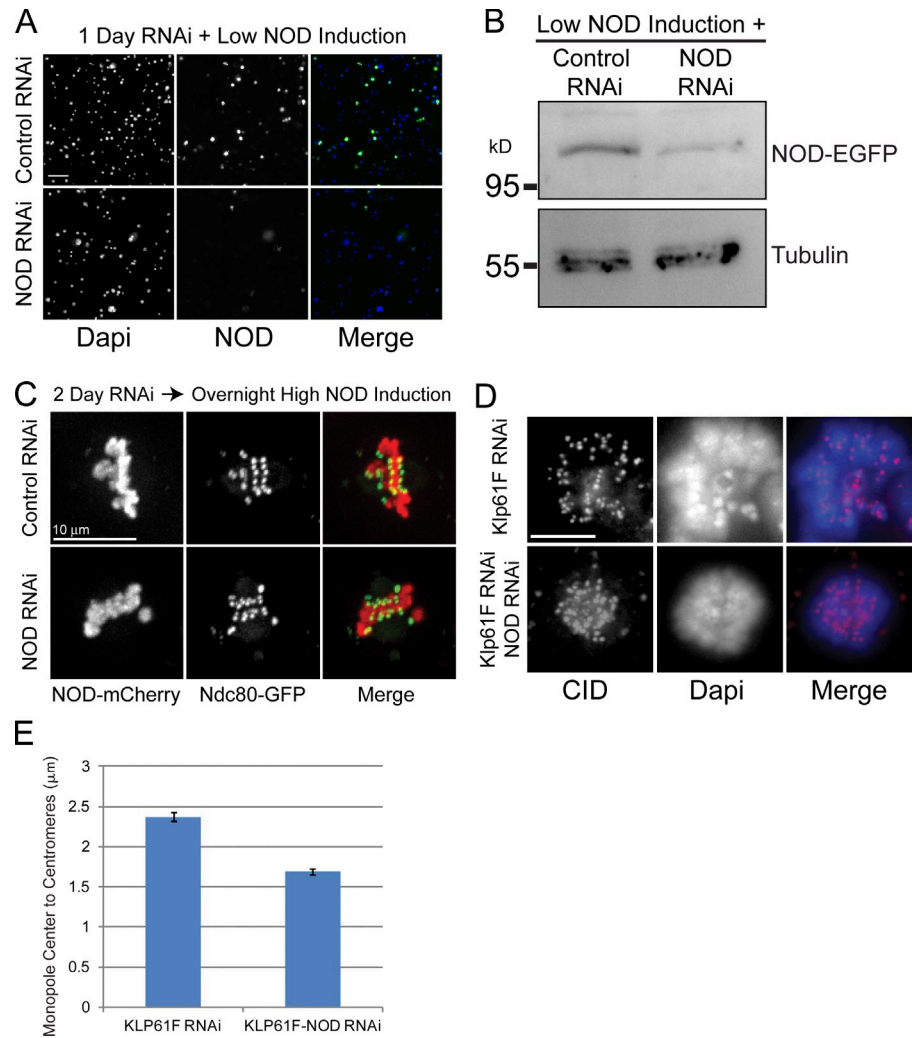 A
1 Day RNAi + Low NOD Induction
Control RNAi
NOD RNAi
Dapi NOD Merge
B
Low NOD Induction +
Control RNAi
NOD RNAi
kD
95
NOD-EGFP
55
Tubulin
C
2 Day RNAi → Overnight High NOD Induction
Control RNAi
10 μm
NOD RNAi
NOD-mCherry Ndc80-GFP Merge
D
Klp61F RNAi
Klp61F RNAi
NOD RNAi
CID Dapi Merge
E
Monopole Center to Centromeres (μm)
3
2.5
2
1.5
1
0.5
0
KLP61F RNAi KLP61F-NOD RNAi